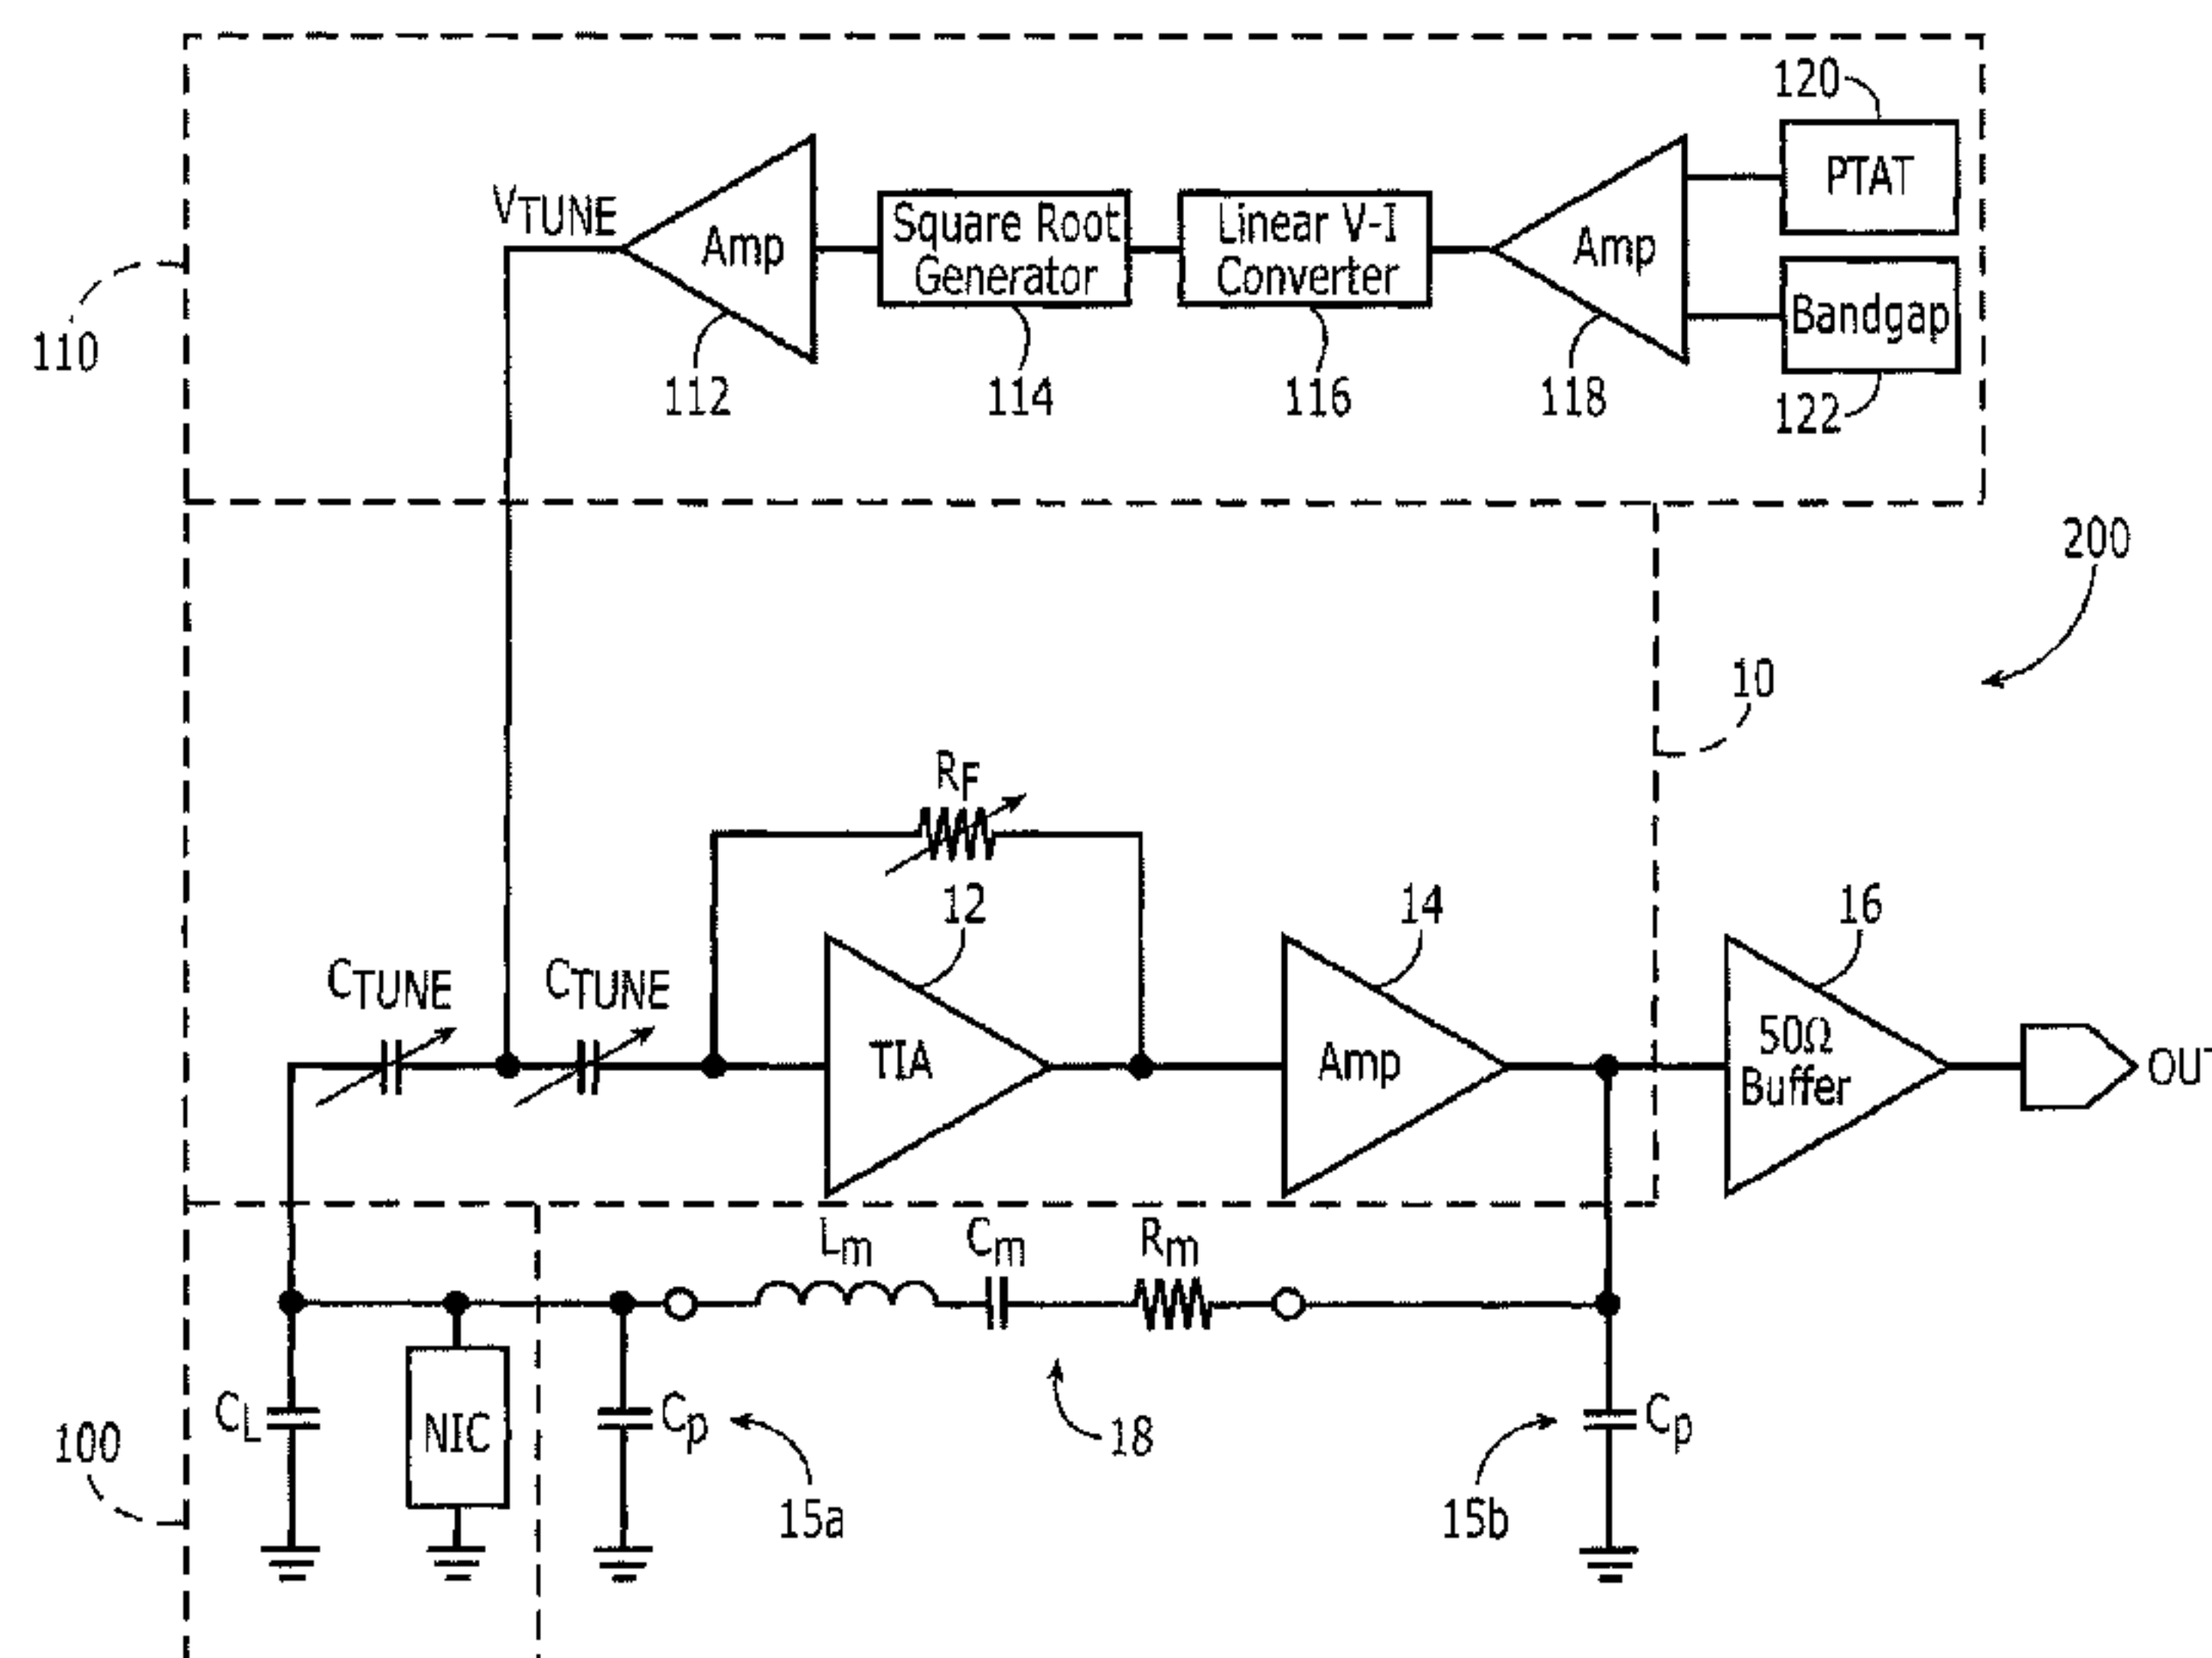 120
PTAT
VTUNE
Amp
Square Root
Generator
Linear V-I
Converter
Amp
Bandgap
110
112
114
116
118
122
200
10
RF
12
14
16
CTUNE
CTUNE
TIA
Amp
50Ω
Buffer
OUT
Lm
Cm
Rm
CL
NIC
Cp
18
Cp
100
15a
15b